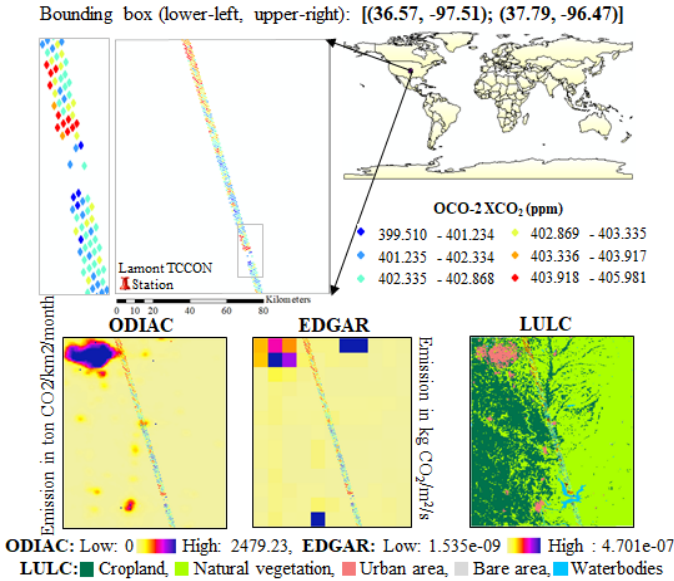 Bounding box (lower-left, upper-right): [(36.57, -97.51); (37.79, -96.47)]
OCO-2 XCO₂ (ppm)
399.510 - 401.234
402.869 - 403.335
401.235 - 402.334
403.336 - 403.917
402.335 - 402.868
403.918 - 405.981
Lamont TCCON
Station
Kilometers
0 10 20 40 60 80
ODIAC
EDGAR
LULC
Emission in ton CO2/km2/month
Emission in kg CO₂/m²/s
ODIAC: Low: 0 High: 2479.23, EDGAR: Low: 1.535e-09 High : 4.701e-07
LULC: Cropland, Natural vegetation, Urban area, Bare area, Waterbodies